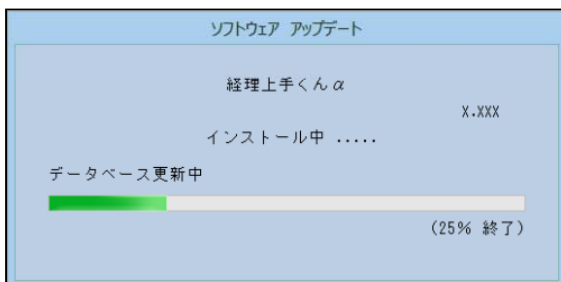 ソフトウェア アップデート
経理上手くんα
X.XXX
インストール中 .....
データベース更新中
(25% 終了)